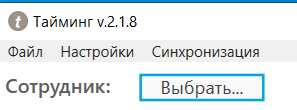 Тайминг v.2.1.8
Файл Настройки Синхронизация
Сотрудник: Выбрать...